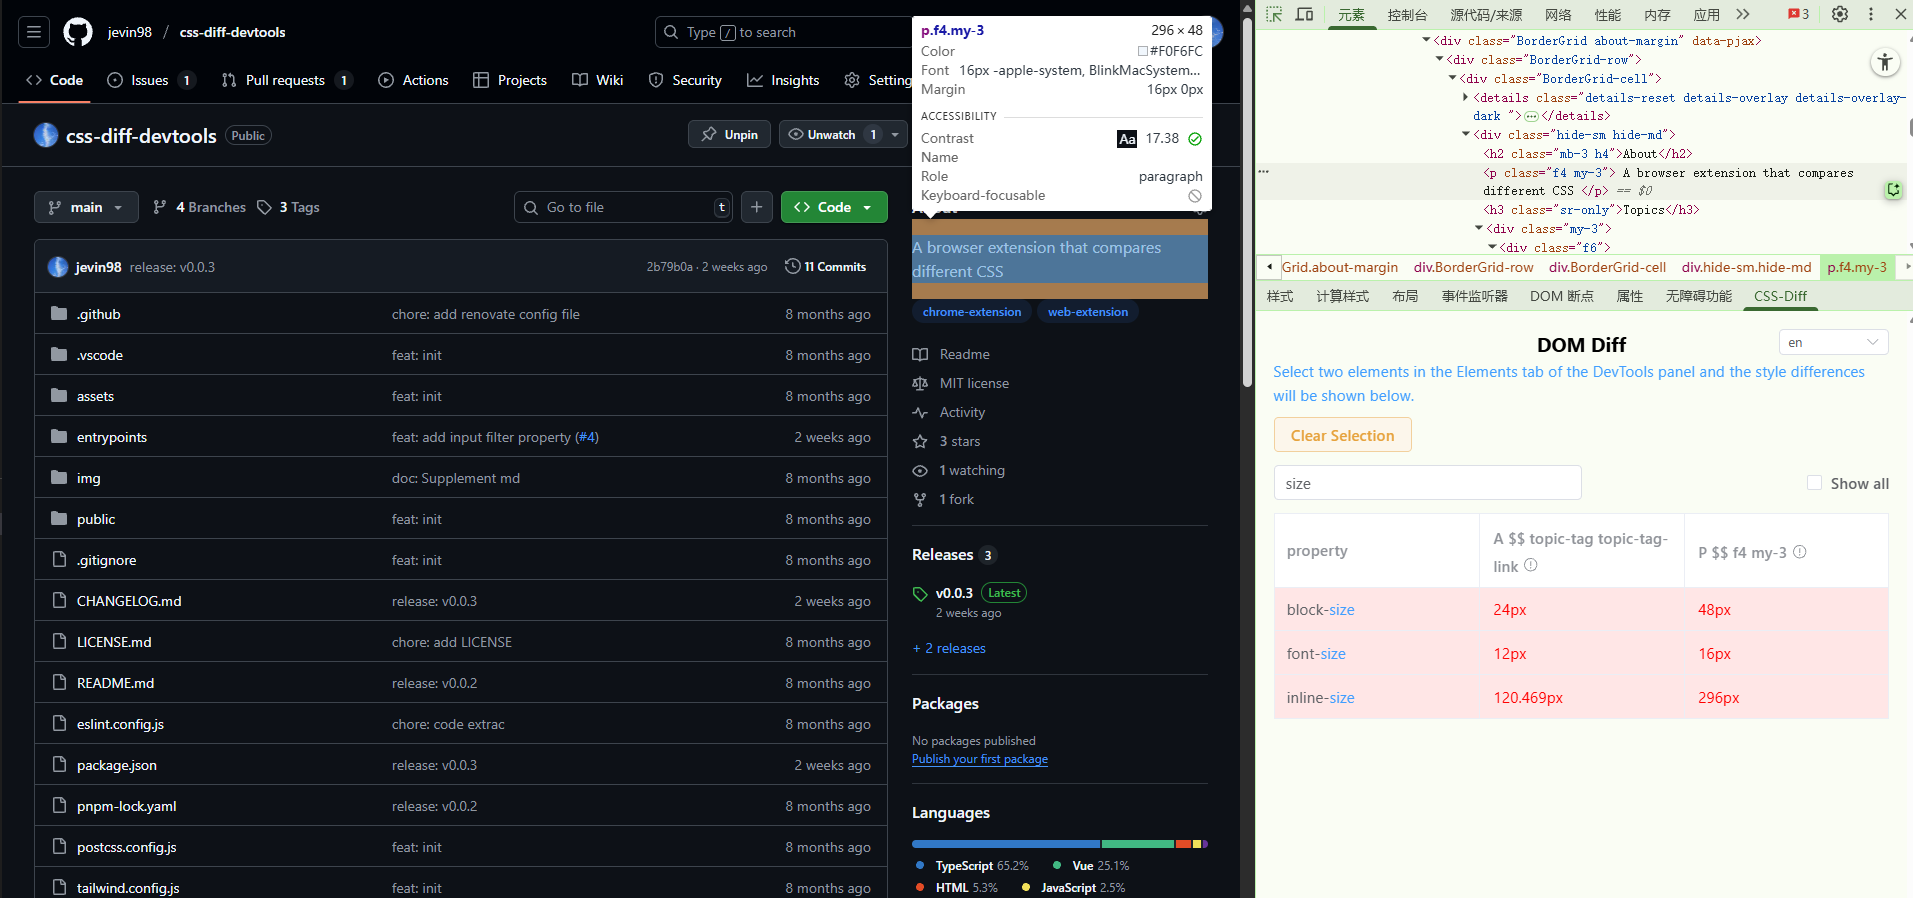 jevin98 / css-diff-devtools
Type / to search
Code
Issues 1
Pull requests 1
Actions
Projects
Wiki
Security
Insights
Setting
css-diff-devtools Public
Unpin
Unwatch 1
main
4 Branches
3 Tags
Go to file t
Code
jevin98 release: v0.0.3 2b79b0a · 2 weeks ago 11 Commits
.github chore: add renovate config file 8 months ago
.vscode feat: init 8 months ago
assets feat: init 8 months ago
entrypoints feat: add input filter property (#4) 2 weeks ago
img doc: Supplement md 8 months ago
public feat: init 8 months ago
.gitignore feat: init 8 months ago
CHANGELOG.md release: v0.0.3 2 weeks ago
LICENSE.md chore: add LICENSE 8 months ago
README.md release: v0.0.2 8 months ago
eslint.config.js chore: code extrac 8 months ago
package.json release: v0.0.3 2 weeks ago
pnpm-lock.yaml release: v0.0.2 8 months ago
postcss.config.js feat: init 8 months ago
tailwind.config.js feat: init 8 months ago
p.f4.my-3 296 × 48
Color #F0F6FC
Font 16px -apple-system, BlinkMacSystem...
Margin 16px 0px
ACCESSIBILITY
Contrast Aa 17.38
Name
Role paragraph
Keyboard-focusable
About
A browser extension that compares
different CSS
chrome-extension web-extension
Readme
MIT license
Activity
3 stars
1 watching
1 fork
Releases 3
v0.0.3 Latest
2 weeks ago
+ 2 releases
Packages
No packages published
Publish your first package
Languages
TypeScript 65.2% Vue 25.1%
HTML 5.3% JavaScript 2.5%
元素 控制台 源代码/来源 网络 性能 内存 应用 3
<div class="BorderGrid about-margin" data-pjax>
<div class="BorderGrid-row">
<div class="BorderGrid-cell">
<details class="details-reset details-overlay details-overlay-
dark "> … </details>
<div class="hide-sm hide-md">
<h2 class="mb-3 h4">About</h2>
<p class="f4 my-3"> A browser extension that compares
different CSS </p> == $0
<h3 class="sr-only">Topics</h3>
<div class="my-3">
<div class="f6">
Grid.about-margin div.BorderGrid-row div.BorderGrid-cell div.hide-sm.hide-md p.f4.my-3
样式 计算样式 布局 事件监听器 DOM 断点 属性 无障碍功能 CSS-Diff
DOM Diff
en
Select two elements in the Elements tab of the DevTools panel and the style differences
will be shown below.
Clear Selection
size
Show all
property A $$ topic-tag topic-tag-
link P $$ f4 my-3
block-size 24px 48px
font-size 12px 16px
inline-size 120.469px 296px